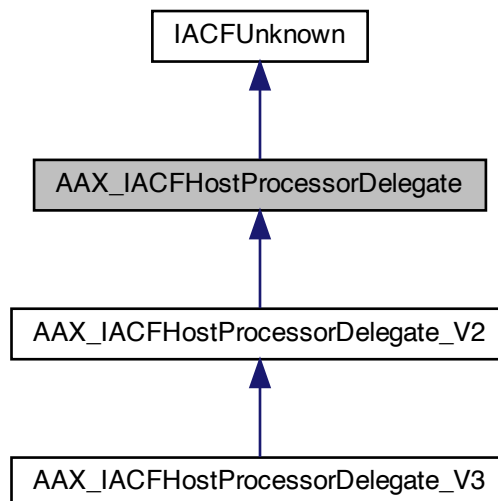 IACFUnknown
AAX_IACFHostProcessorDelegate
AAX_IACFHostProcessorDelegate_V2
AAX_IACFHostProcessorDelegate_V3